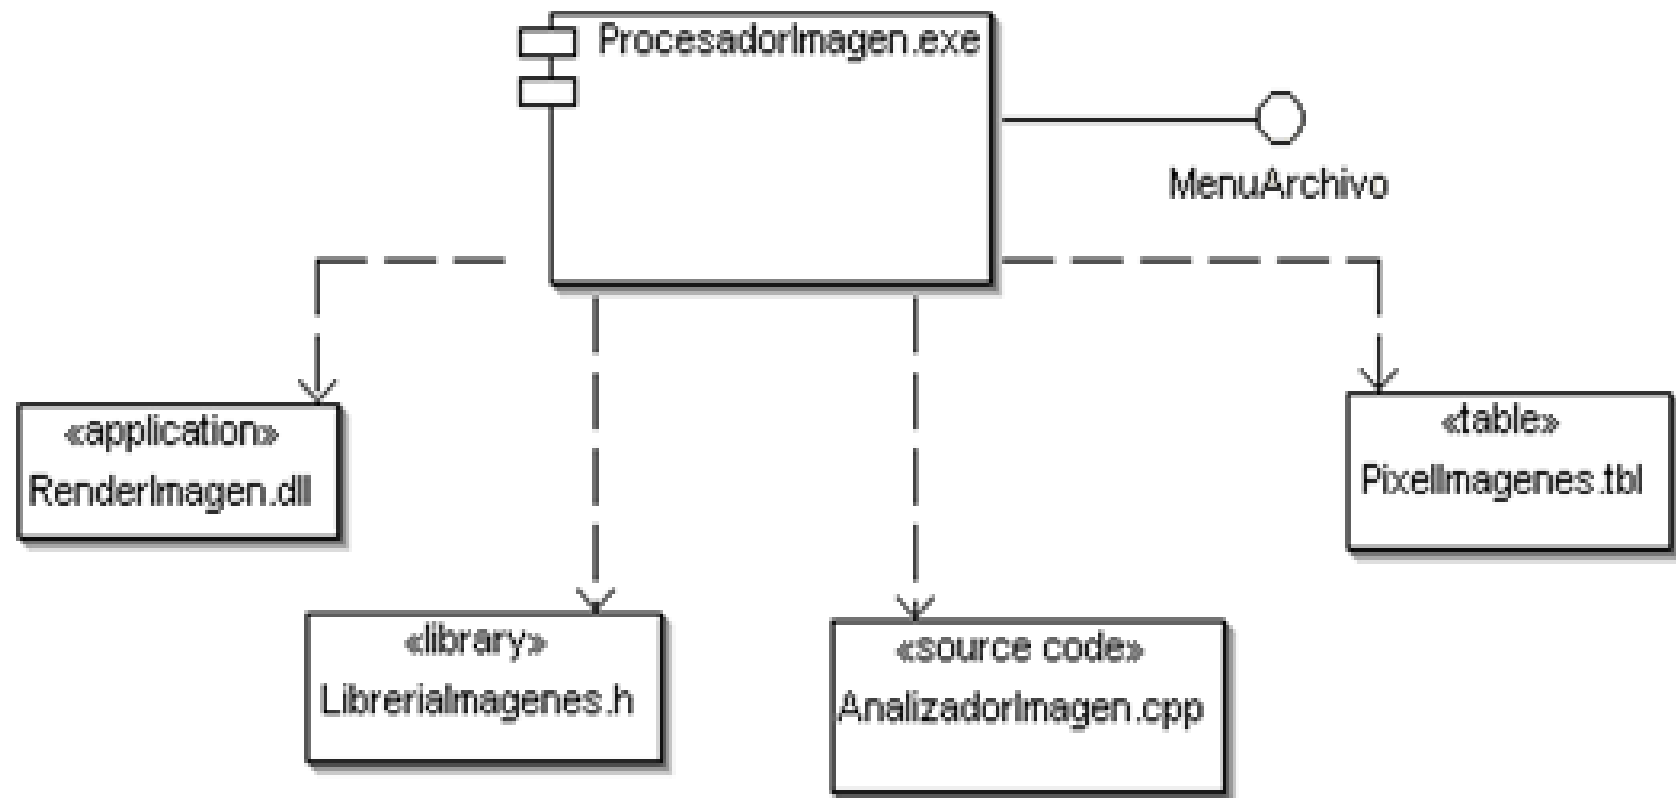 ProcesadorImagen.exe
MenuArchivo
«application»
RenderImagen.dll
«table»
PixelImagenes.tbl
«library»
LibreriaImagenes.h
«source code»
AnalizadorImagen.cpp